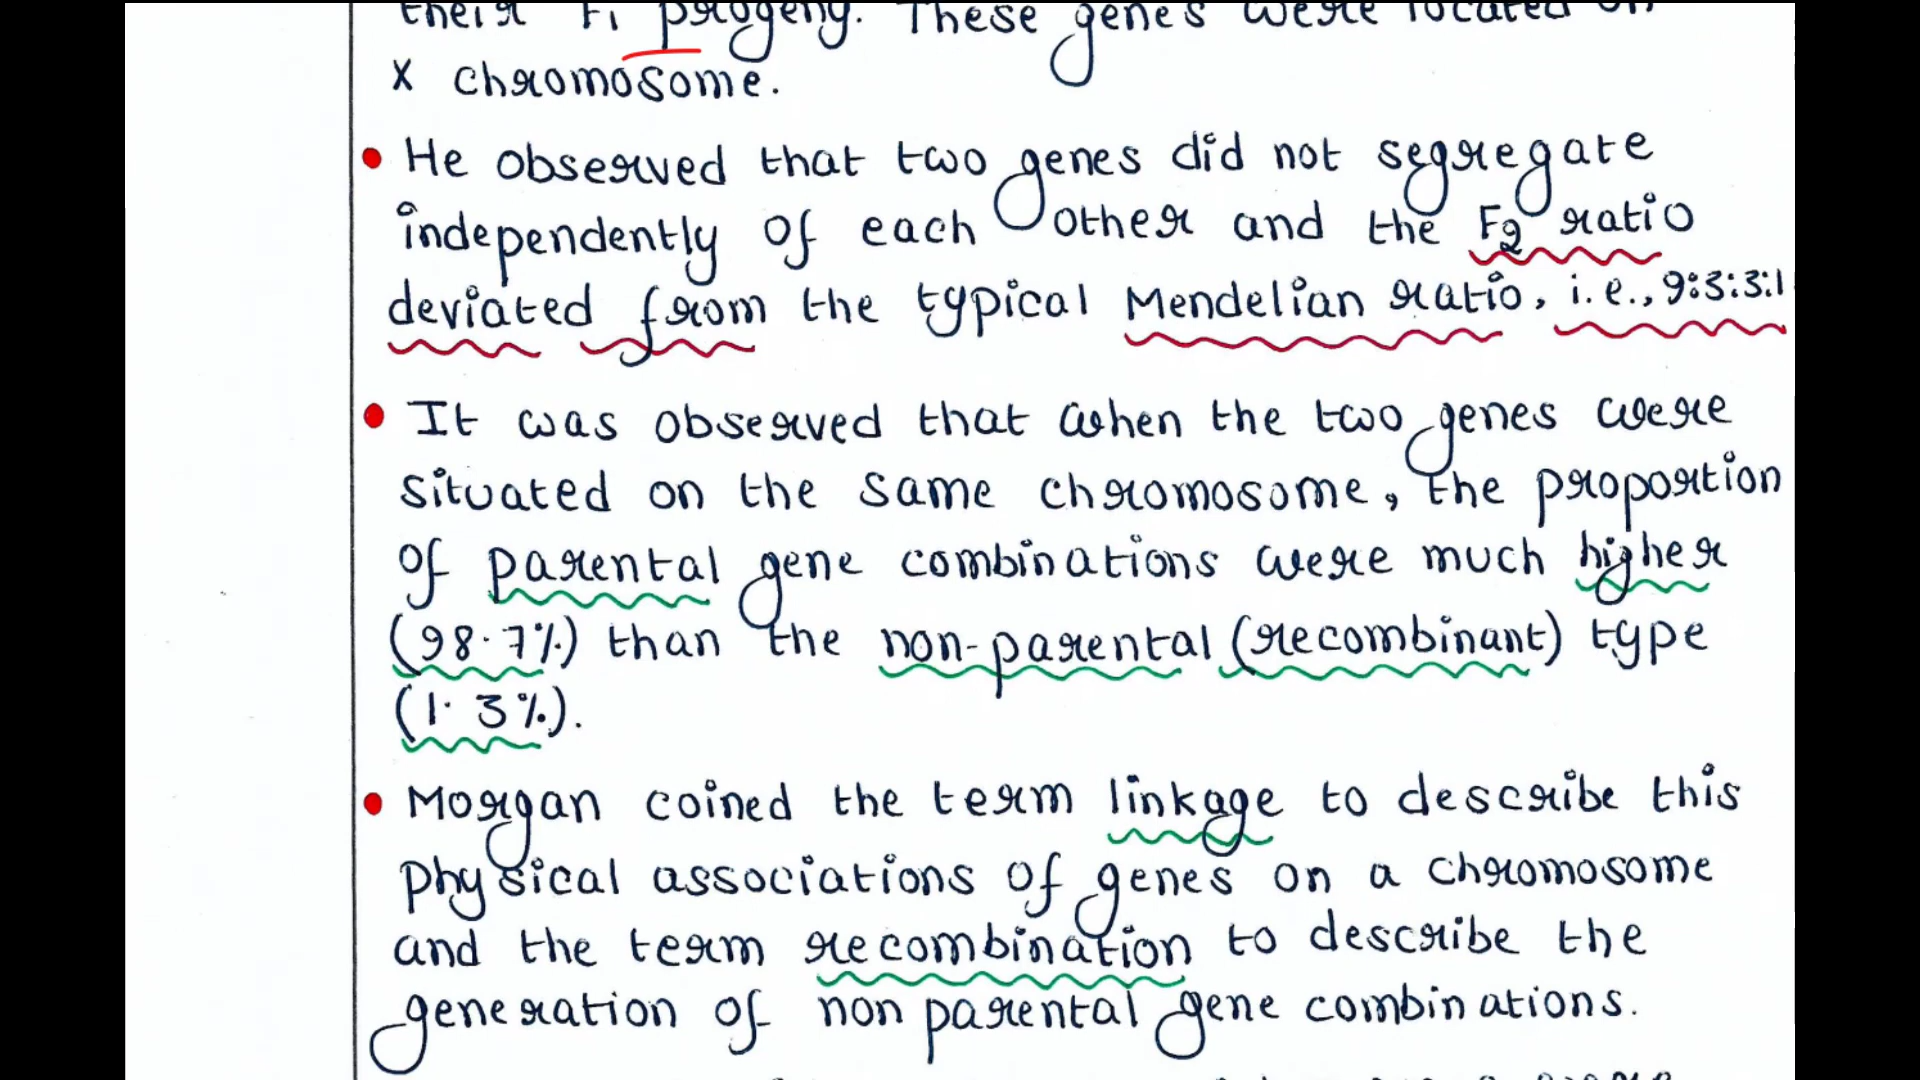 their F1 progeny. These genes were located on
X chromosome.
• He observed that two genes did not segregate
independently of each other and the F2 ratio
deviated from the typical Mendelian ratio, i.e., 9:3:3:1
• It was observed that when the two genes were
situated on the same chromosome, the proportion
of parental gene combinations were much higher
(98.7%) than the non-parental (recombinant) type
(1.3%).
• Morgan coined the term linkage to describe this
physical associations of genes on a chromosome
and the term recombination to describe the
generation of non parental gene combinations.